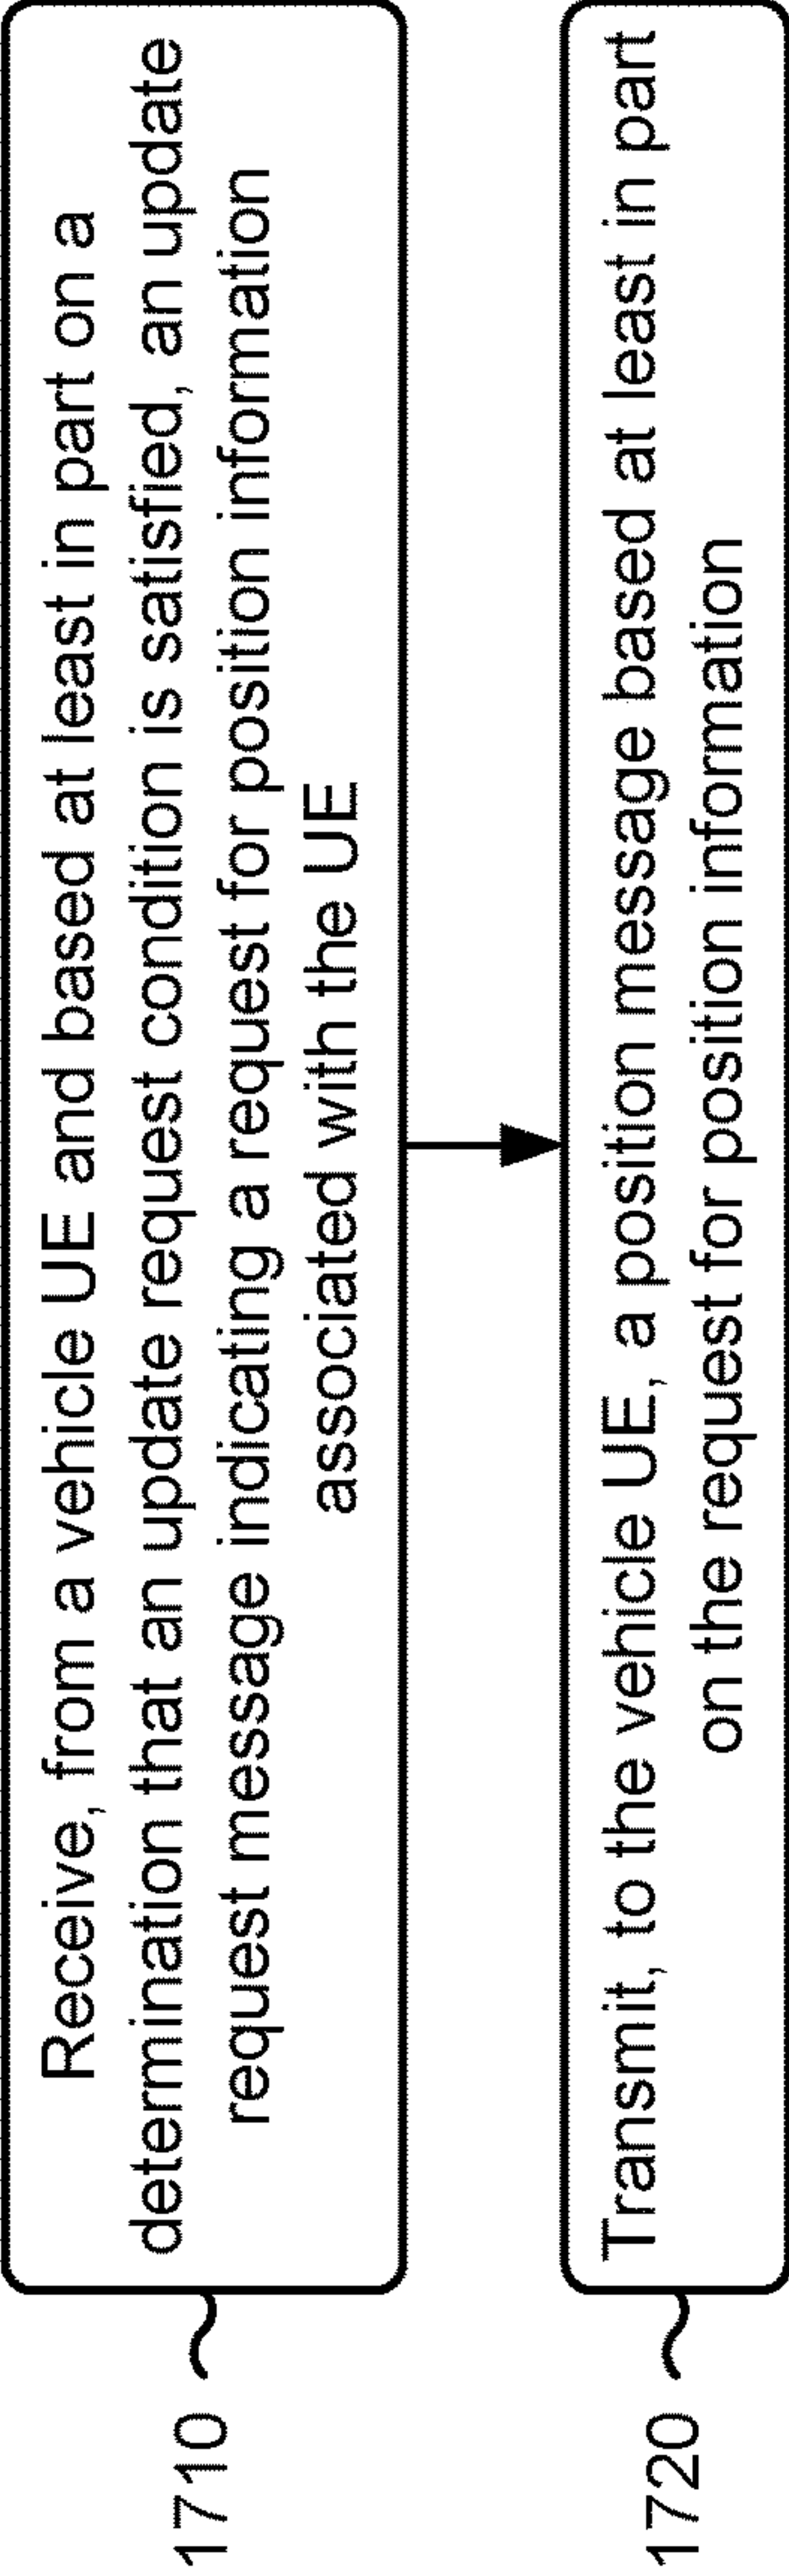 Receive, from a vehicle UE and based at least in part on a
determination that an update request condition is satisfied, an update
request message indicating a request for position information
associated with the UE
1710
Transmit, to the vehicle UE, a position message based at least in part
on the request for position information
1720